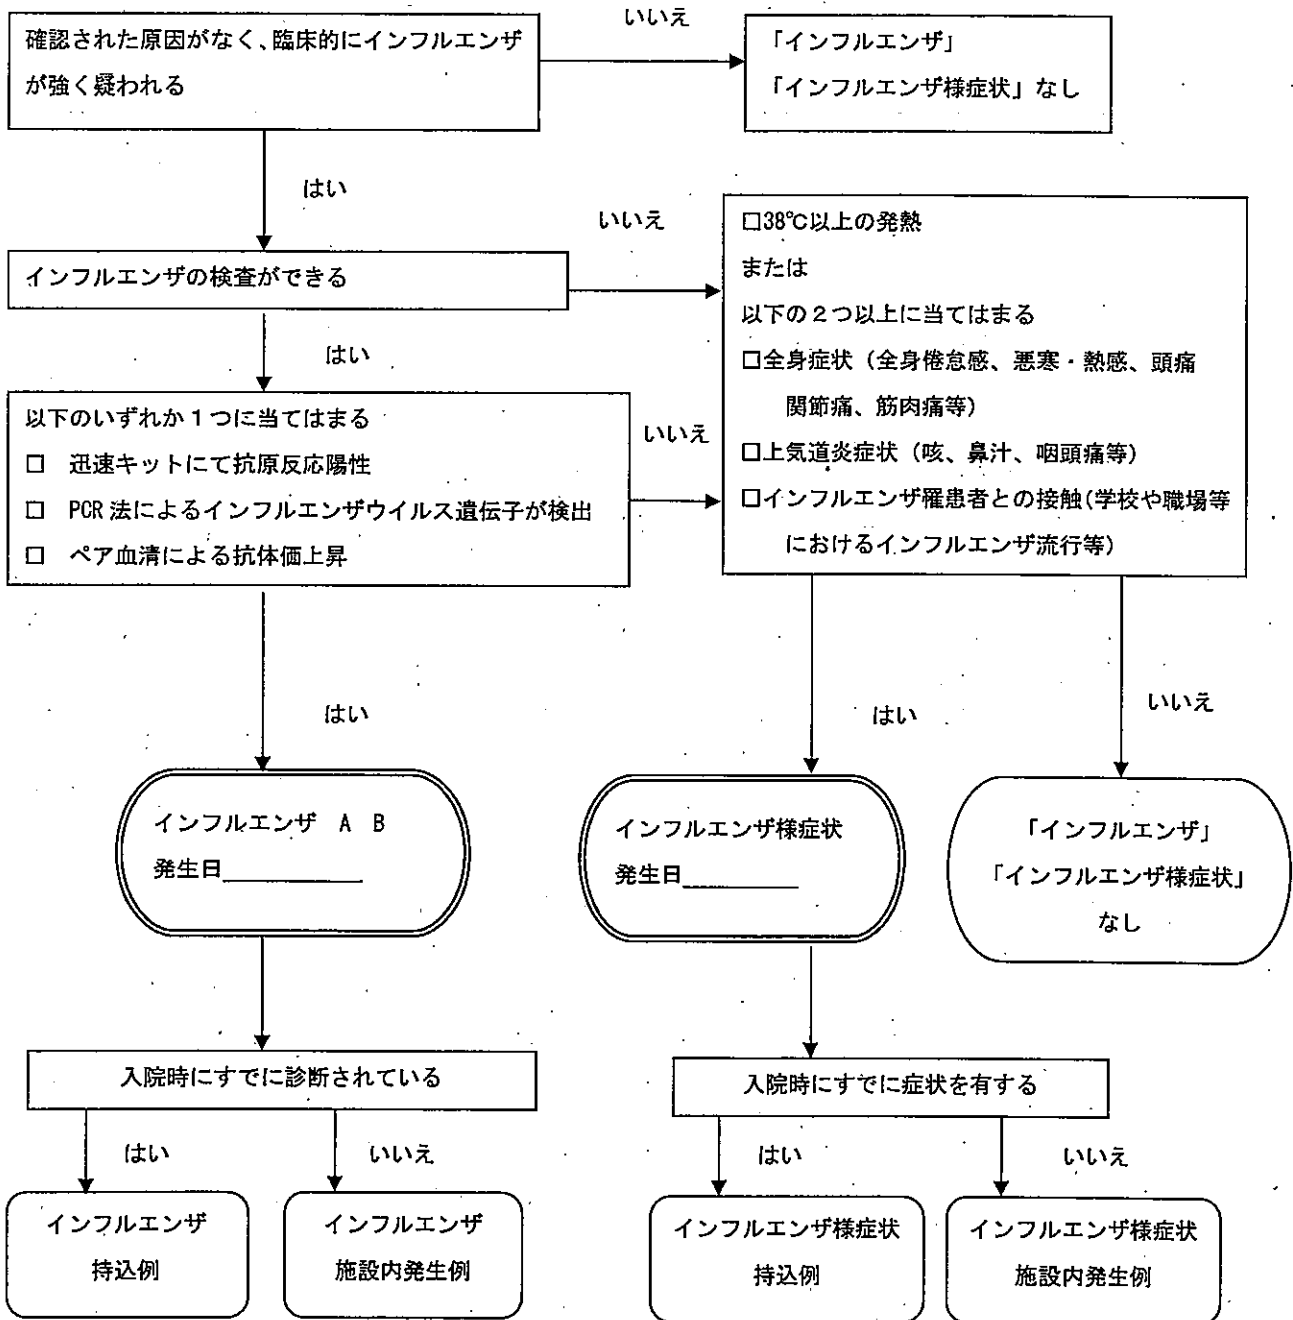 確認された原因がなく、臨床的にインフルエンザ
が強く疑われる
いいえ
「インフルエンザ」
「インフルエンザ様症状」なし
はい
インフルエンザの検査ができる
いいえ
はい
以下のいずれか1つに当てはまる
□ 迅速キットにて抗原反応陽性
□ PCR法によるインフルエンザウイルス遺伝子が検出
□ ペア血清による抗体価上昇
いいえ
□38℃以上の発熱
または
以下の2つ以上に当てはまる
□全身症状（全身倦怠感、悪寒・熱感、頭痛
関節痛、筋肉痛等）
□上気道炎症状（咳、鼻汁、咽頭痛等）
□インフルエンザ罹患者との接触(学校や職場等
におけるインフルエンザ流行等）
はい
はい
いいえ
インフルエンザ A B
発生日__________
インフルエンザ様症状
発生日________
「インフルエンザ」
「インフルエンザ様症状」
なし
入院時にすでに診断されている
入院時にすでに症状を有する
はい
いいえ
はい
いいえ
インフルエンザ
持込例
インフルエンザ
施設内発生例
インフルエンザ様症状
持込例
インフルエンザ様症状
施設内発生例